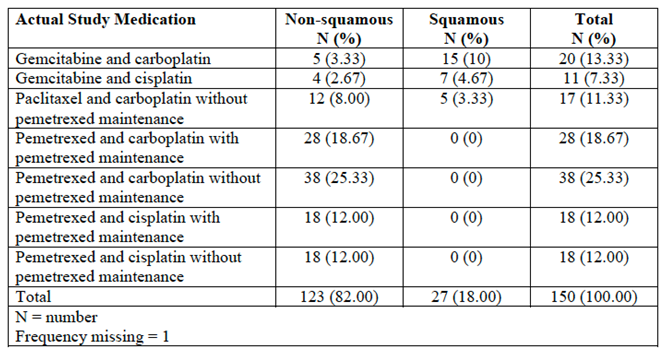 Actual Study Medication Non-squamous N (%) Squamous N (%) Total N (%)
Gemcitabine and carboplatin 5 (3.33) 15 (10) 20 (13.33)
Gemcitabine and cisplatin 4 (2.67) 7 (4.67) 11 (7.33)
Paclitaxel and carboplatin without pemetrexed maintenance 12 (8.00) 5 (3.33) 17 (11.33)
Pemetrexed and carboplatin with pemetrexed maintenance 28 (18.67) 0 (0) 28 (18.67)
Pemetrexed and carboplatin without pemetrexed maintenance 38 (25.33) 0 (0) 38 (25.33)
Pemetrexed and cisplatin with pemetrexed maintenance 18 (12.00) 0 (0) 18 (12.00)
Pemetrexed and cisplatin without pemetrexed maintenance 18 (12.00) 0 (0) 18 (12.00)
Total 123 (82.00) 27 (18.00) 150 (100.00)
N = number
Frequency missing = 1